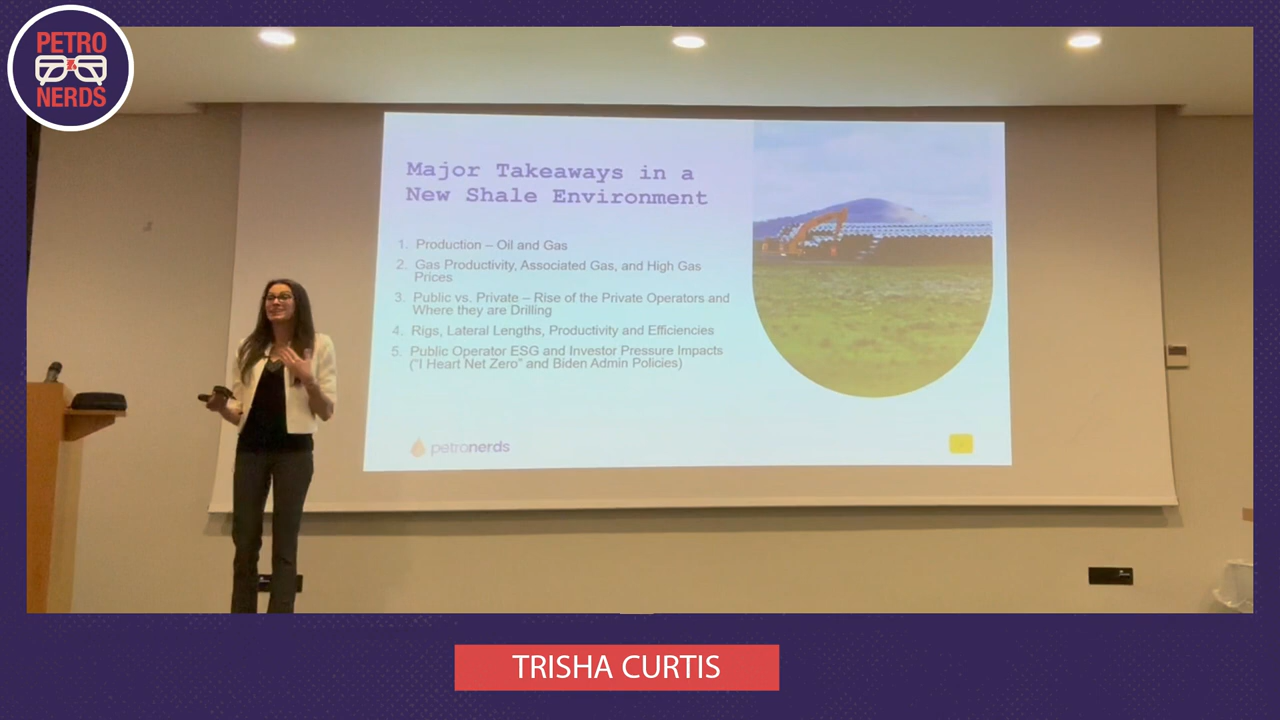 PETRO
NERDS
Major Takeaways in a
New Shale Environment
1. Production – Oil and Gas
2. Gas Productivity, Associated Gas, and High Gas
Prices
3. Public vs. Private – Rise of the Private Operators and
Where they are Drilling
4. Rigs, Lateral Lengths, Productivity and Efficiencies
5. Public Operator ESG and Investor Pressure Impacts
("I Heart Net Zero" and Biden Admin Policies)
petronerds
TRISHA CURTIS